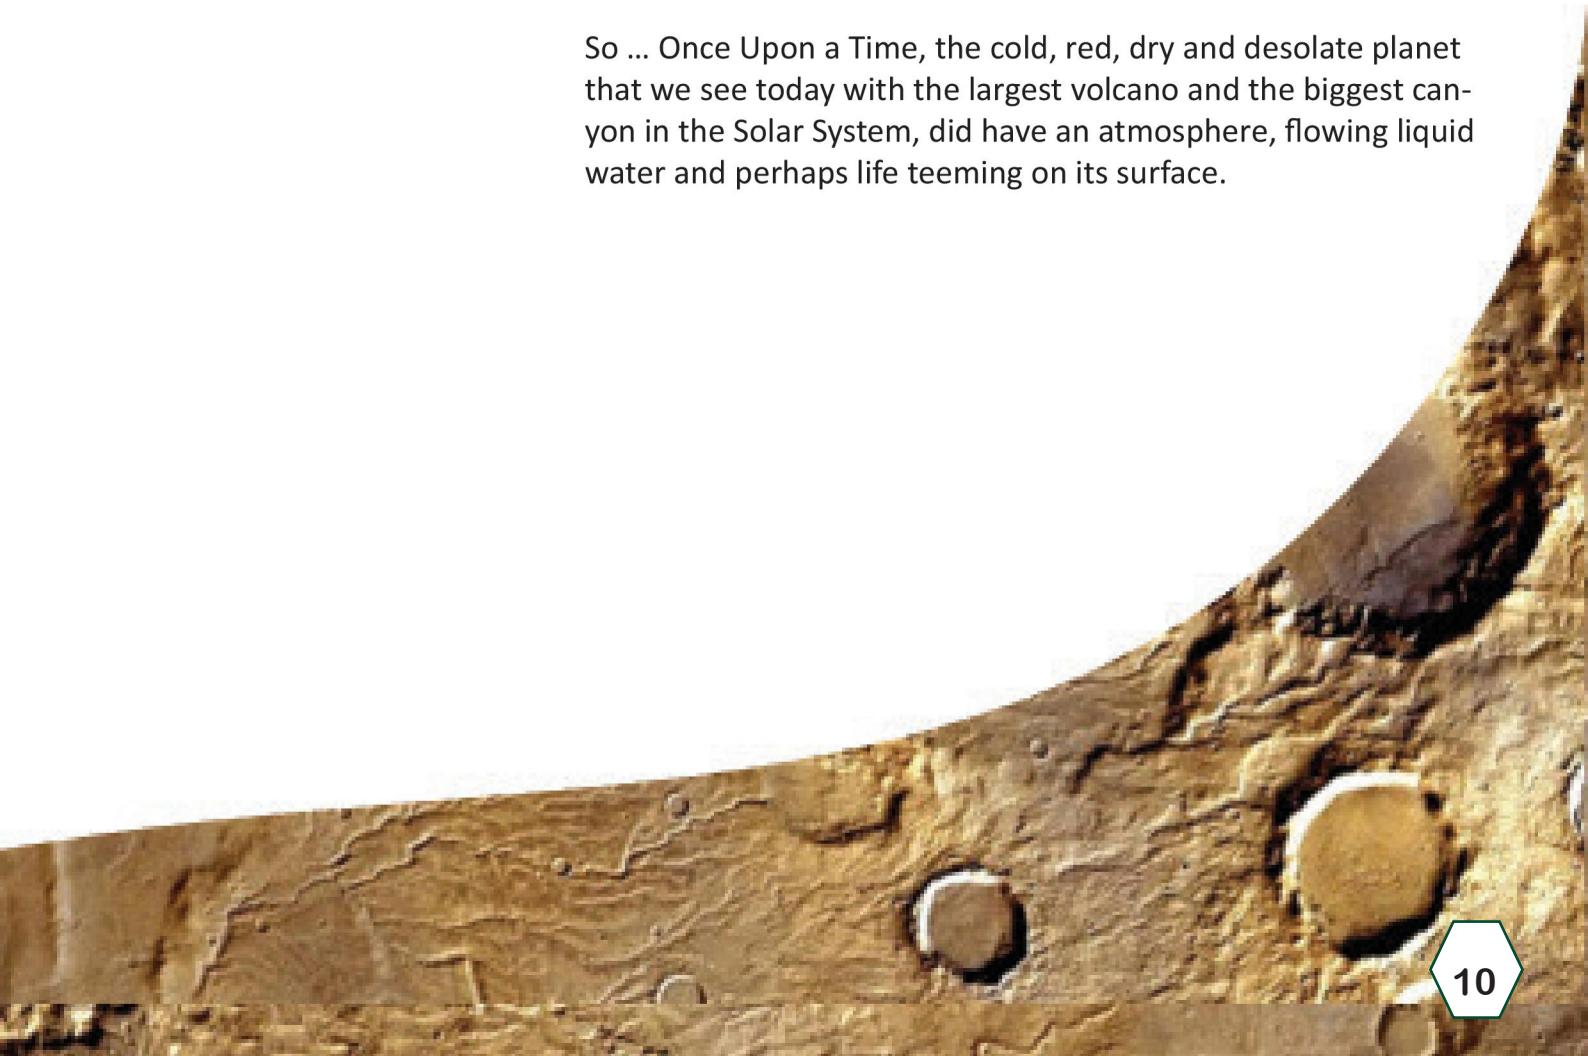 So … Once Upon a Time, the cold, red, dry and desolate planet
that we see today with the largest volcano and the biggest can-
yon in the Solar System, did have an atmosphere, flowing liquid
water and perhaps life teeming on its surface.
10